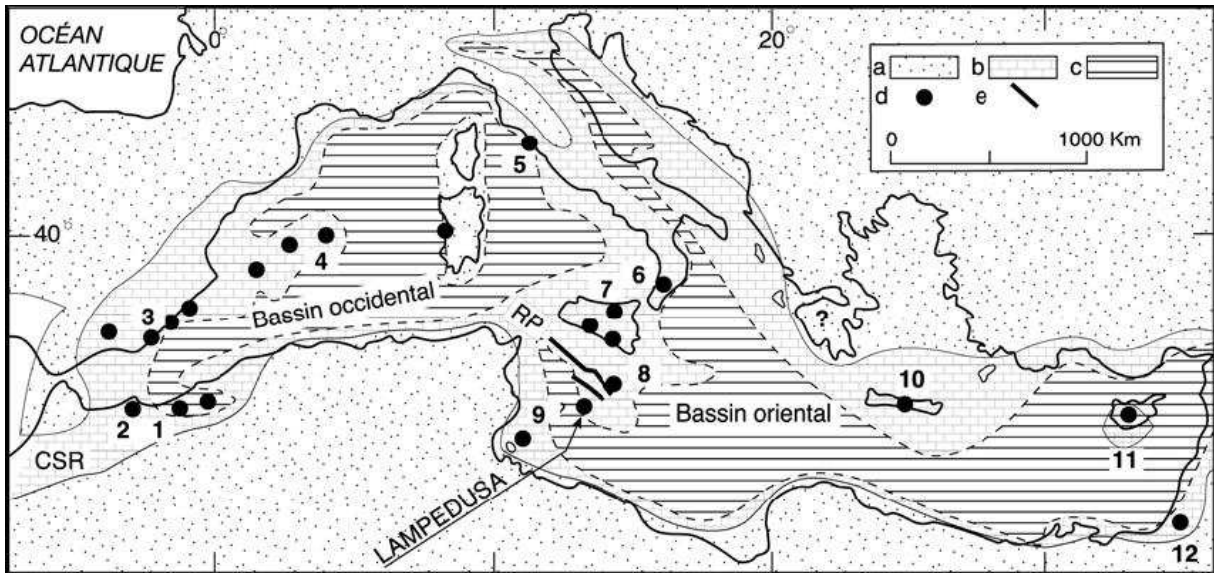 OCÉAN
ATLANTIQUE
0°
20°
a
b
c
d
e
0
1000 Km
5
40°
4
6
7
3
Bassin occidental
RP
?
8
10
Bassin oriental
9
2
1
11
CSR
LAMPEDUSA
12